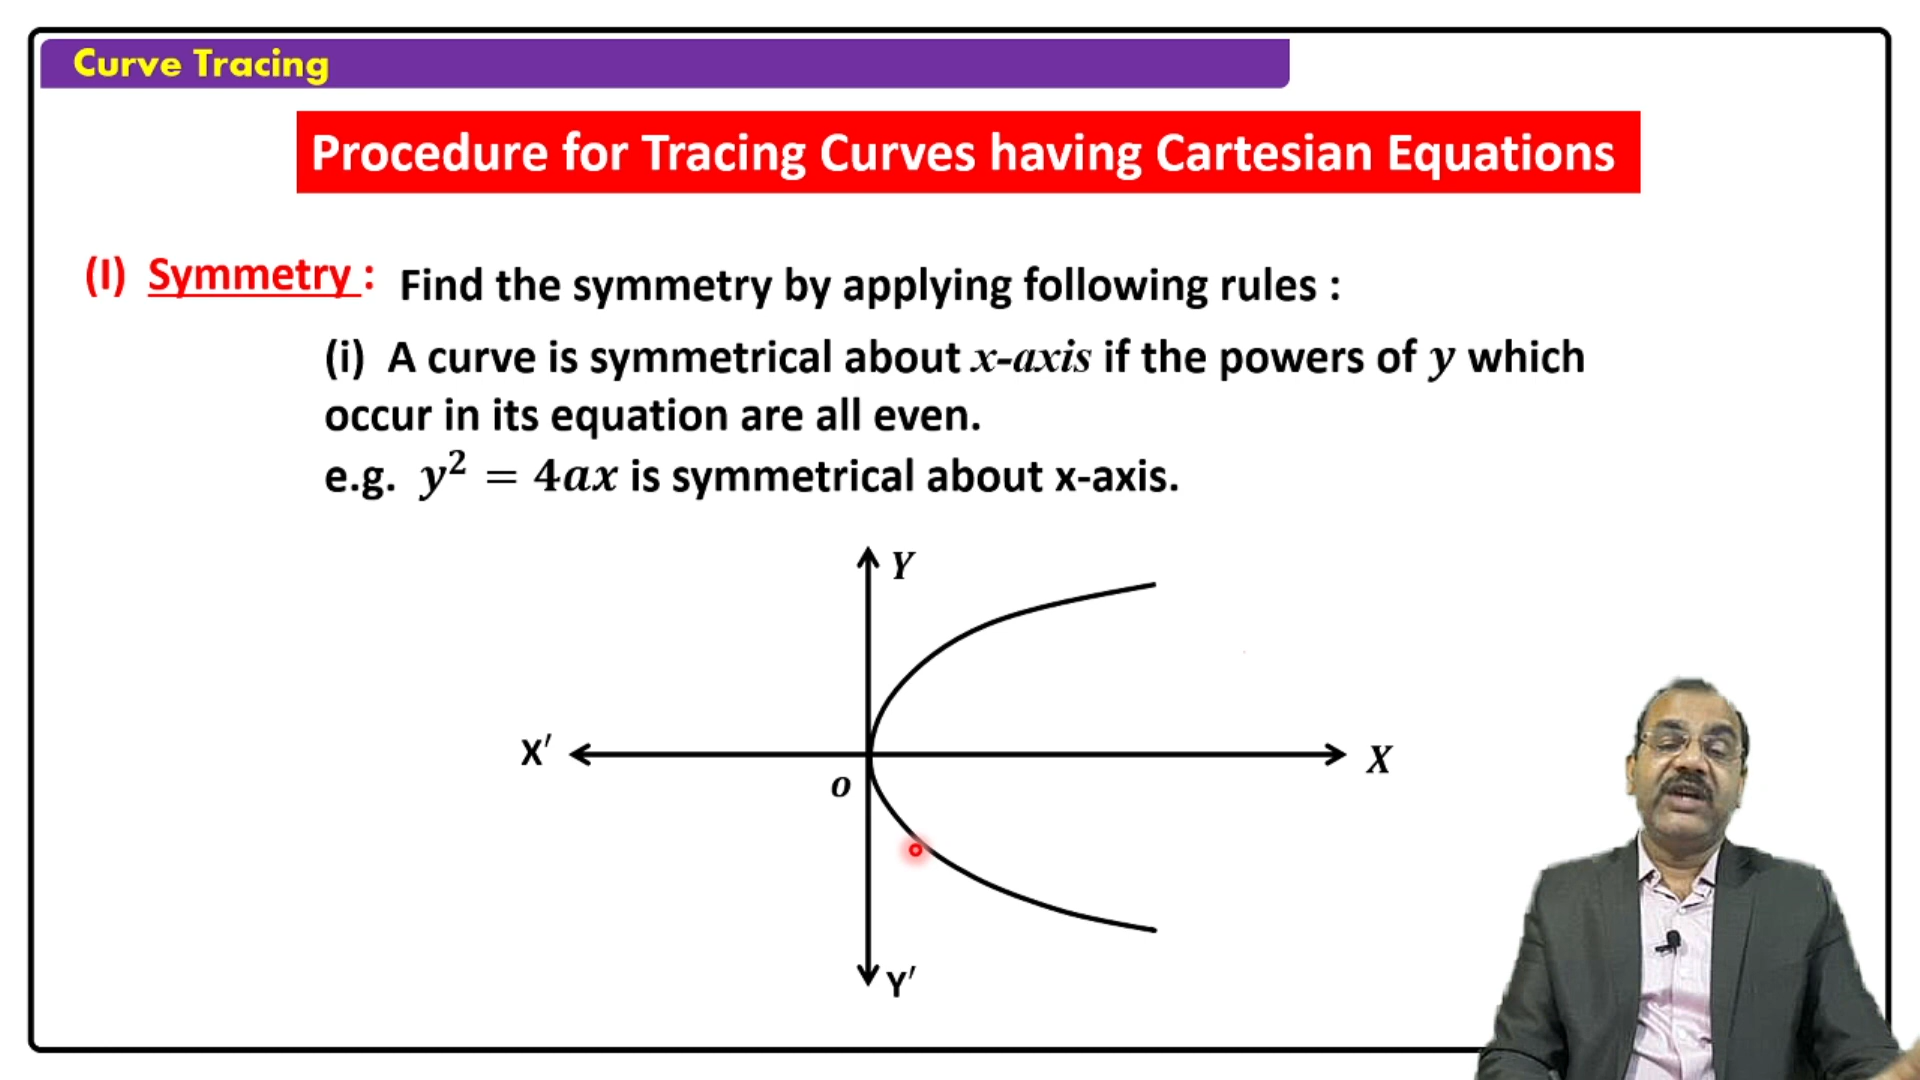 Curve Tracing
Procedure for Tracing Curves having Cartesian Equations
(I) Symmetry : Find the symmetry by applying following rules :
(i) A curve is symmetrical about x-axis if the powers of y which
occur in its equation are all even.
e.g. y² = 4ax is symmetrical about x-axis.
Y
X′
X
o
Y′